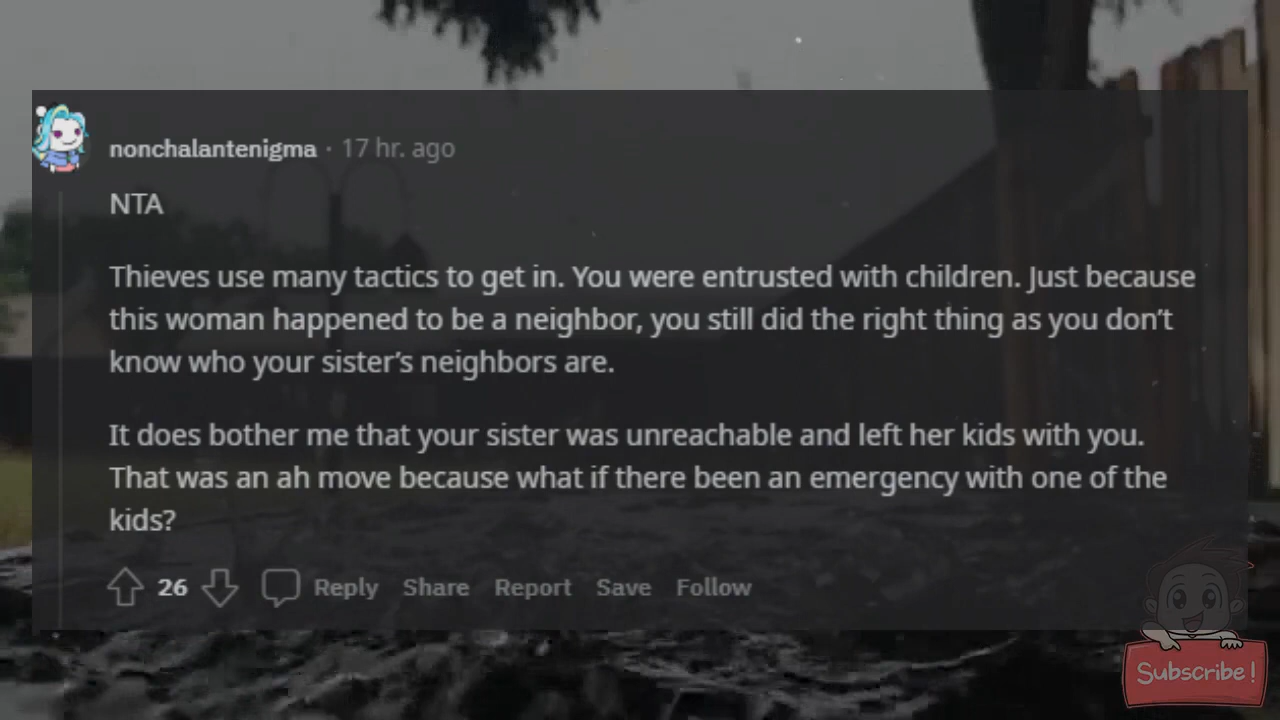 nonchalantenigma · 17 hr. ago
NTA
Thieves use many tactics to get in. You were entrusted with children. Just because
this woman happened to be a neighbor, you still did the right thing as you don’t
know who your sister’s neighbors are.
It does bother me that your sister was unreachable and left her kids with you.
That was an ah move because what if there been an emergency with one of the
kids?
26 Reply Share Report Save Follow
Subscribe!